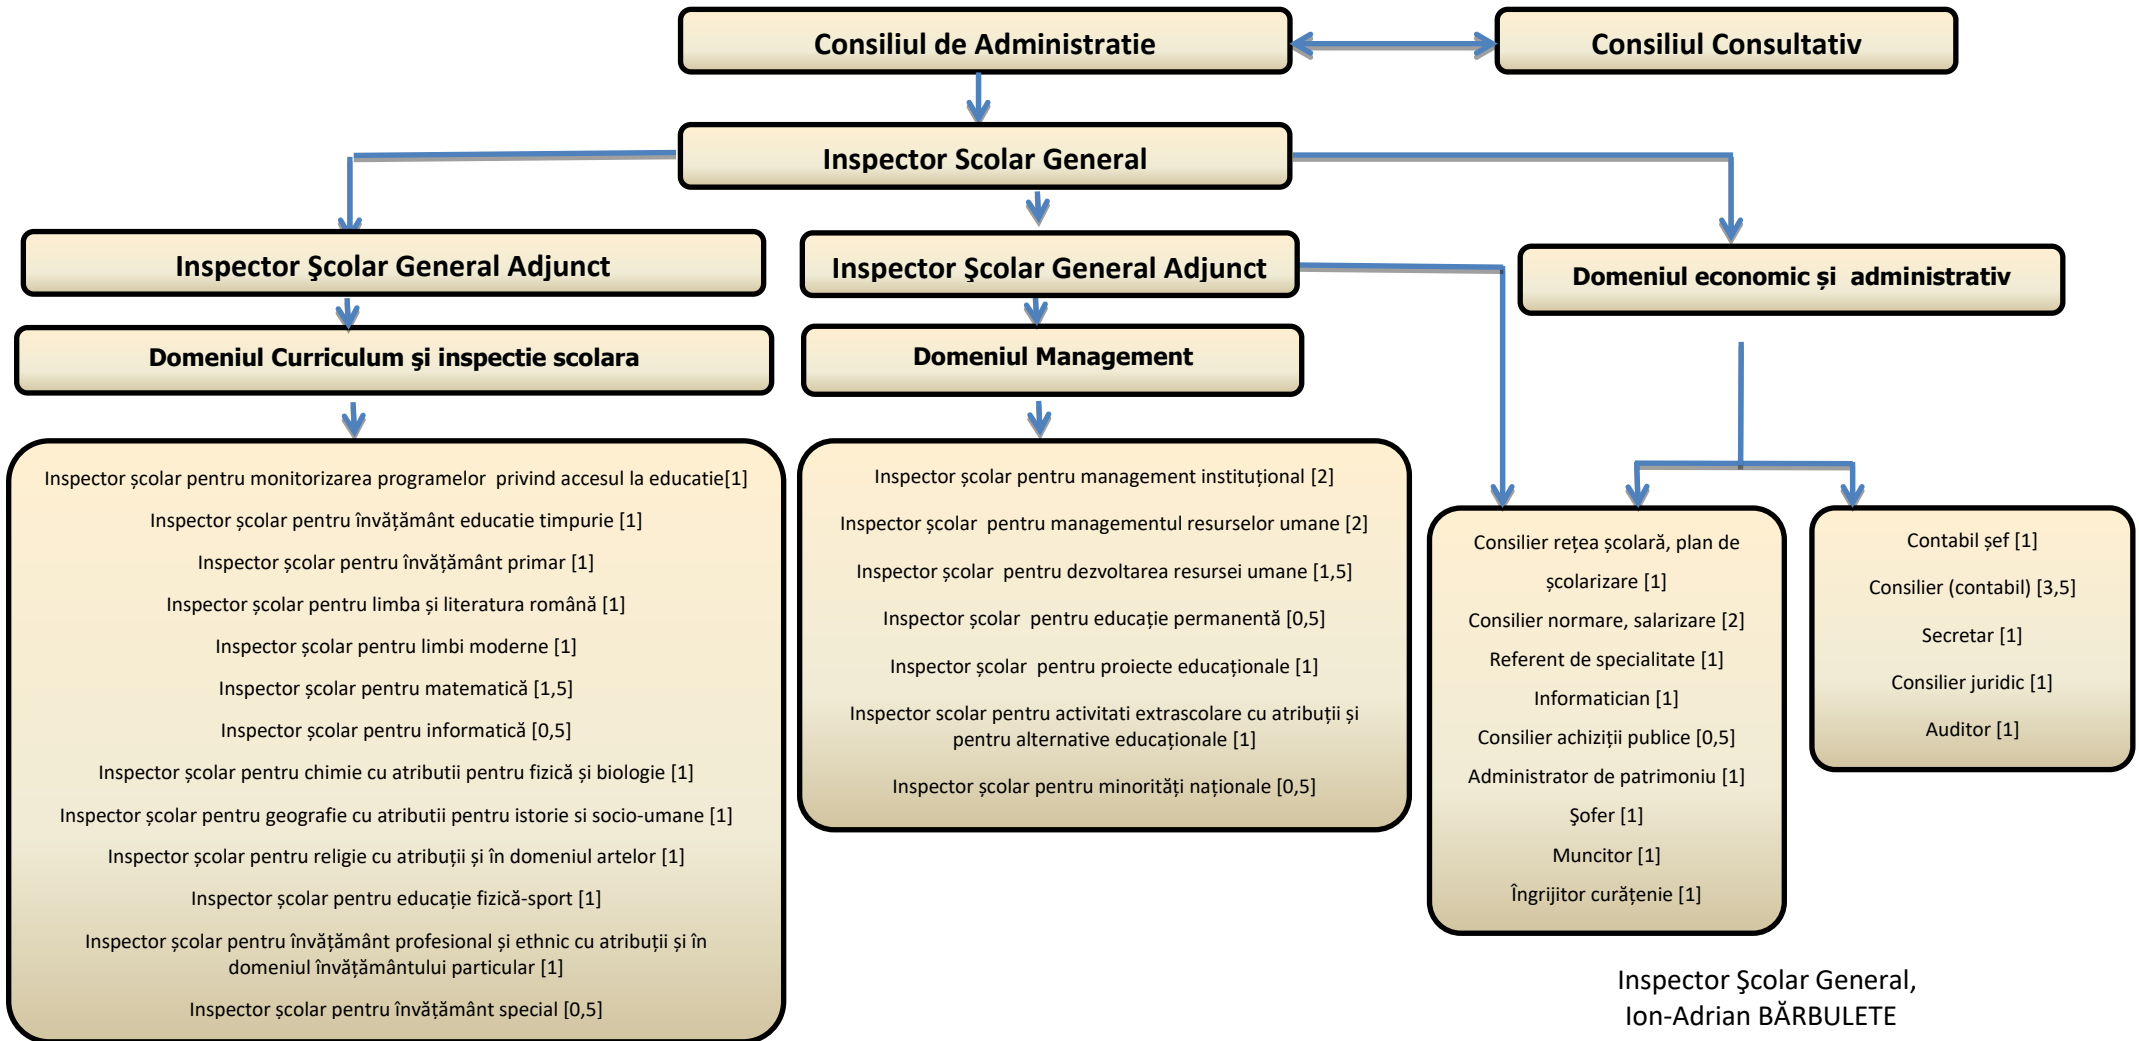 Consiliul de Administratie
Consiliul Consultativ
Inspector Scolar General
Inspector Şcolar General Adjunct
Inspector Şcolar General Adjunct
Domeniul economic și  administrativ
Domeniul Curriculum şi inspectie scolara
Domeniul Management
Inspector școlar pentru monitorizarea programelor  privind accesul la educatie[1]
Inspector școlar pentru învățământ educatie timpurie [1]
Inspector școlar pentru învățământ primar [1]
Inspector școlar pentru limba și literatura română [1]
Inspector școlar pentru limbi moderne [1]
Inspector școlar pentru matematică [1,5]
Inspector școlar pentru informatică [0,5]
Inspector școlar pentru chimie cu atributii pentru fizică și biologie [1]
Inspector școlar pentru geografie cu atributii pentru istorie si socio-umane [1]
Inspector școlar pentru religie cu atribuții și în domeniul artelor [1]
Inspector școlar pentru educație fizică-sport [1]
Inspector școlar pentru învățământ profesional și ethnic cu atribuții și în
domeniul învățământului particular [1]
Inspector școlar pentru învățământ special [0,5]
Inspector școlar pentru management instituțional [2]
Inspector școlar  pentru managementul resurselor umane [2]
Inspector școlar  pentru dezvoltarea resursei umane [1,5]
Inspector școlar  pentru educație permanentă [0,5]
Inspector școlar  pentru proiecte educaționale [1]
Inspector scolar pentru activitati extrascolare cu atribuții și
pentru alternative educaționale [1]
Inspector școlar pentru minorități naționale [0,5]
Consilier rețea școlară, plan de
școlarizare [1]
Consilier normare, salarizare [2]
Referent de specialitate [1]
Informatician [1]
Consilier achiziții publice [0,5]
Administrator de patrimoniu [1]
Şofer [1]
Muncitor [1]
Îngrijitor curățenie [1]
Contabil șef [1]
Consilier (contabil) [3,5]
Secretar [1]
Consilier juridic [1]
Auditor [1]
Inspector Şcolar General,
Ion-Adrian BĂRBULETE